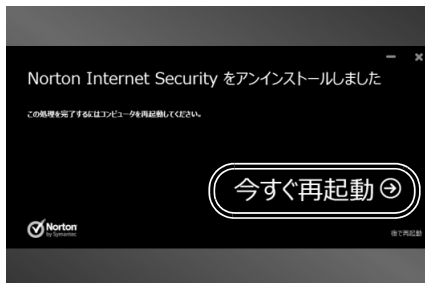 Norton Internet Security をアンインストールしました
この処理を完了するにはコンピュータを再起動してください。
今すぐ再起動
Norton
by Symantec
後で再起動